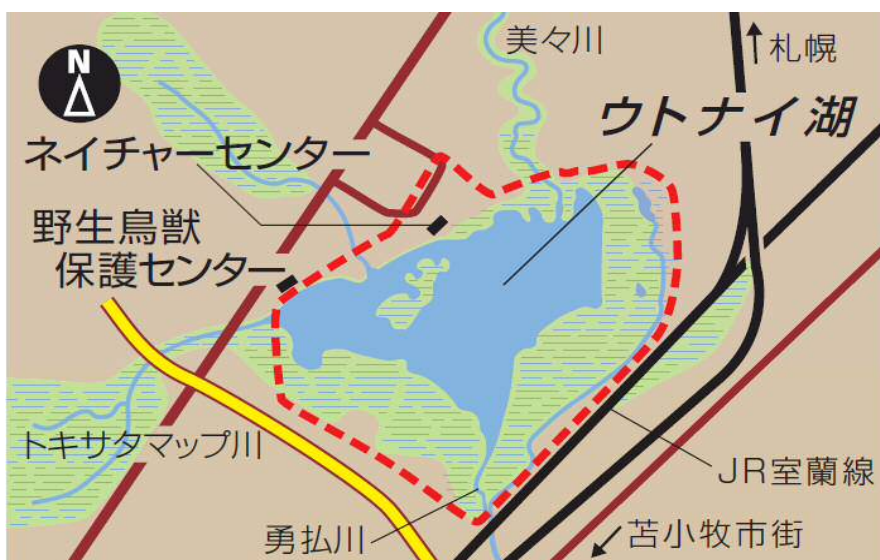 N
美々川
札幌
ウトナイ湖
ネイチャーセンター
野生鳥獣
保護センター
トキサタマップ川
JR室蘭線
勇払川
苫小牧市街